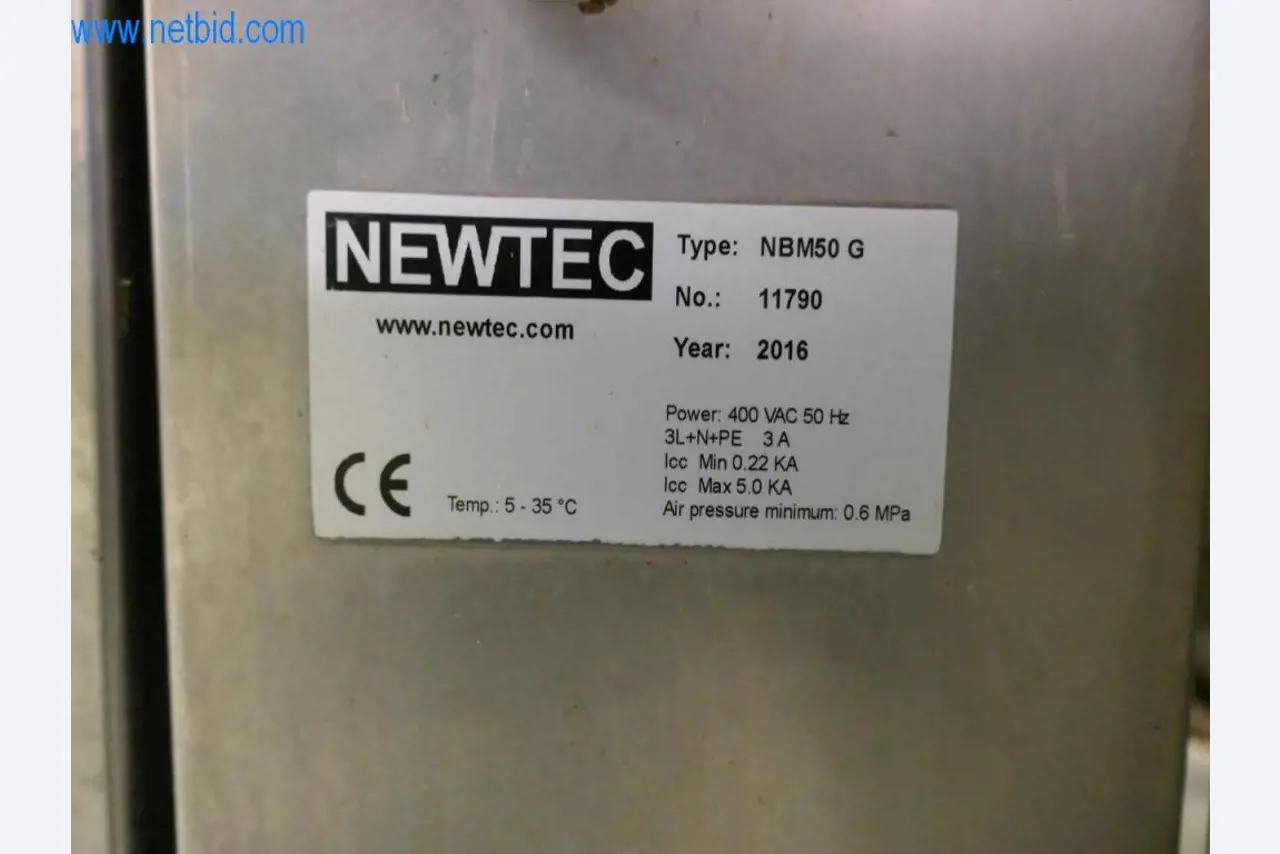 www.netbid.com
NEWTEC
www.newtec.com
Type: NBM50 G
No.: 11790
Year: 2016
Power: 400 VAC 50 Hz
3L+N+PE 3 A
Icc Min 0.22 KA
Icc Max 5.0 KA
Air pressure minimum: 0.6 MPa
CE
Temp.: 5 - 35 °C